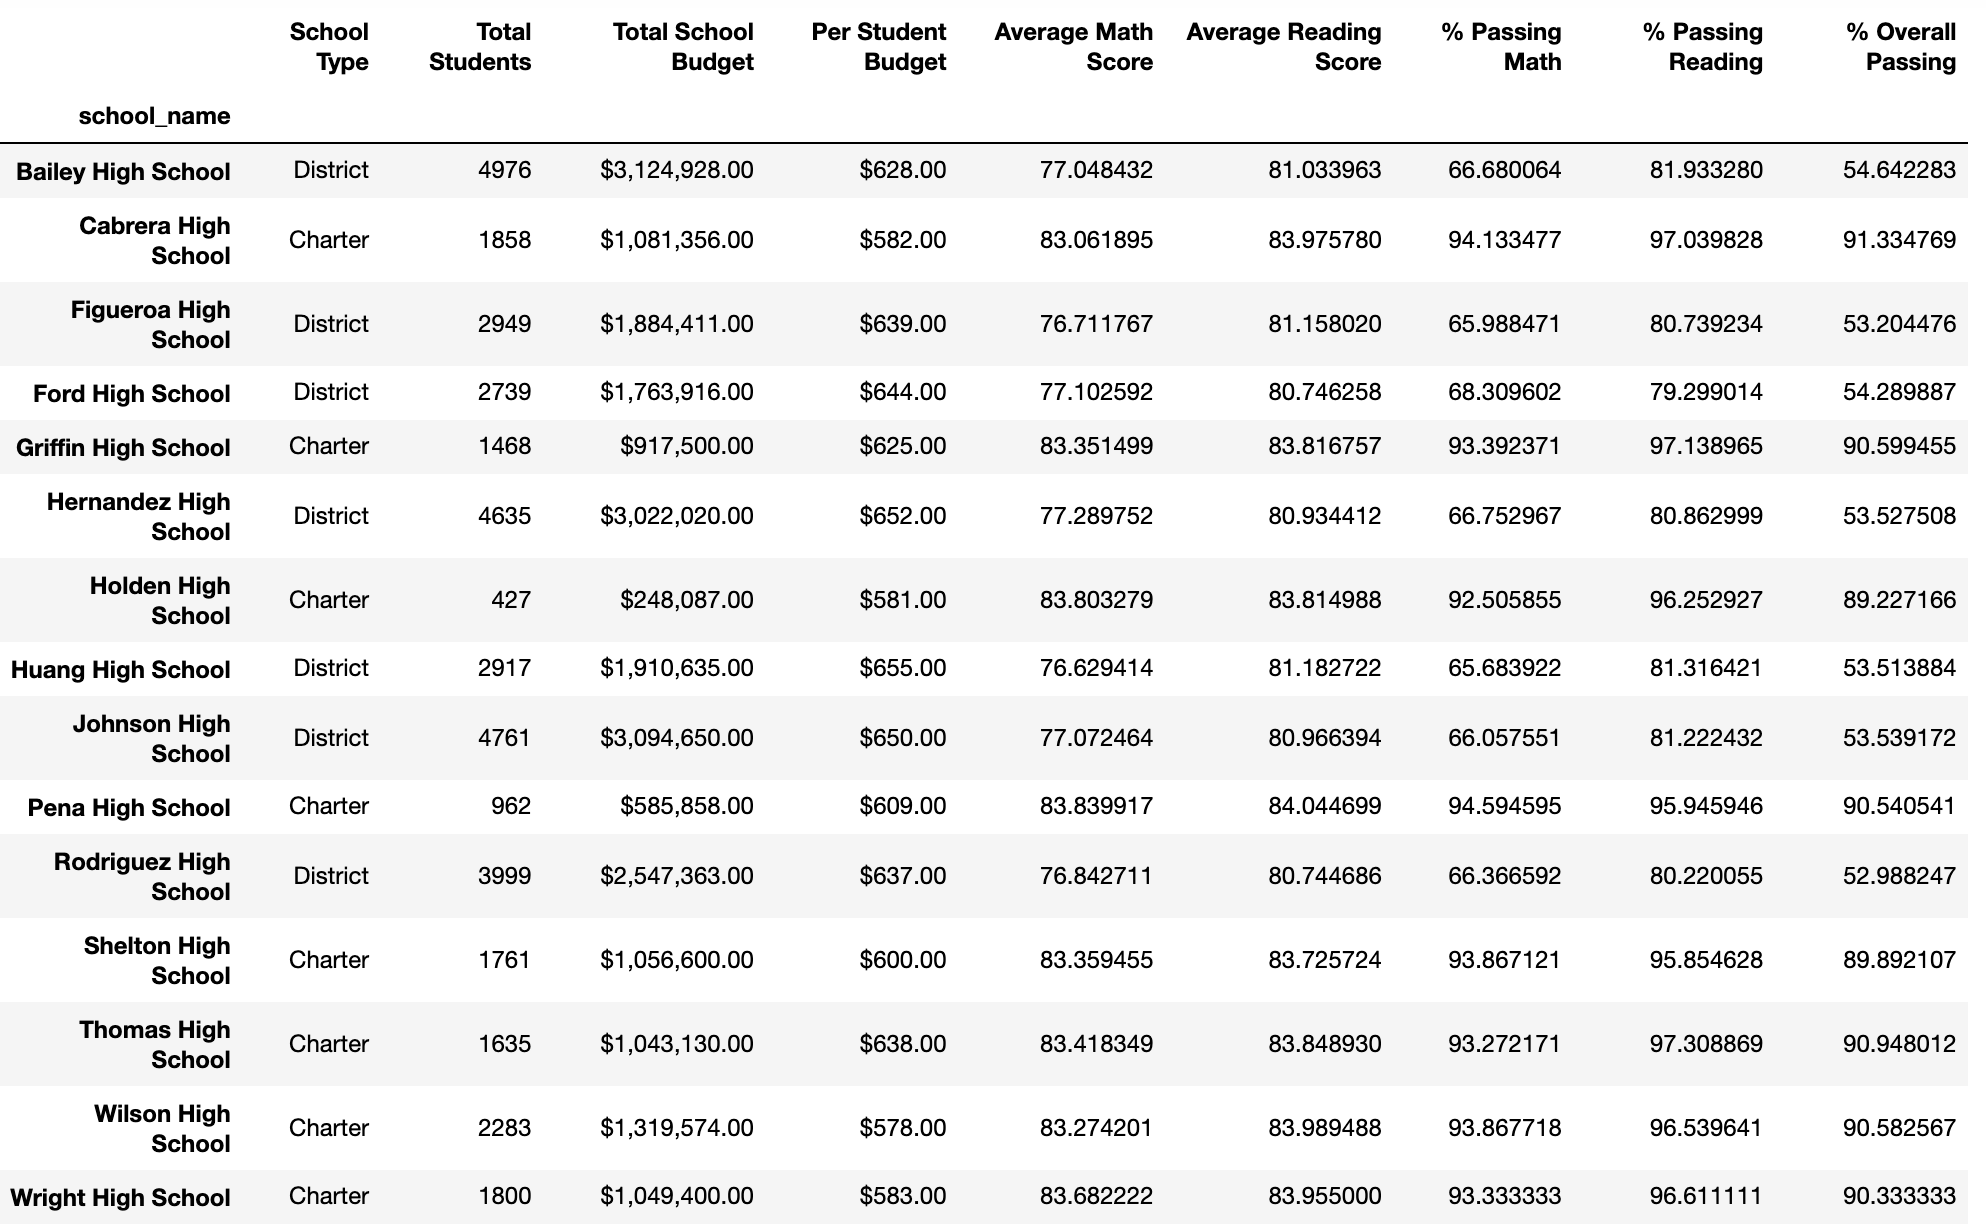 School Total Total School Per Student Average Math Average Reading % Passing % Passing % Overall
Type Students Budget Budget Score Score Math Reading Passing
school_name
Bailey High School District 4976 $3,124,928.00 $628.00 77.048432 81.033963 66.680064 81.933280 54.642283
Cabrera High
School Charter 1858 $1,081,356.00 $582.00 83.061895 83.975780 94.133477 97.039828 91.334769
Figueroa High
School District 2949 $1,884,411.00 $639.00 76.711767 81.158020 65.988471 80.739234 53.204476
Ford High School District 2739 $1,763,916.00 $644.00 77.102592 80.746258 68.309602 79.299014 54.289887
Griffin High School Charter 1468 $917,500.00 $625.00 83.351499 83.816757 93.392371 97.138965 90.599455
Hernandez High
School District 4635 $3,022,020.00 $652.00 77.289752 80.934412 66.752967 80.862999 53.527508
Holden High
School Charter 427 $248,087.00 $581.00 83.803279 83.814988 92.505855 96.252927 89.227166
Huang High School District 2917 $1,910,635.00 $655.00 76.629414 81.182722 65.683922 81.316421 53.513884
Johnson High
School District 4761 $3,094,650.00 $650.00 77.072464 80.966394 66.057551 81.222432 53.539172
Pena High School Charter 962 $585,858.00 $609.00 83.839917 84.044699 94.594595 95.945946 90.540541
Rodriguez High
School District 3999 $2,547,363.00 $637.00 76.842711 80.744686 66.366592 80.220055 52.988247
Shelton High
School Charter 1761 $1,056,600.00 $600.00 83.359455 83.725724 93.867121 95.854628 89.892107
Thomas High
School Charter 1635 $1,043,130.00 $638.00 83.418349 83.848930 93.272171 97.308869 90.948012
Wilson High
School Charter 2283 $1,319,574.00 $578.00 83.274201 83.989488 93.867718 96.539641 90.582567
Wright High School Charter 1800 $1,049,400.00 $583.00 83.682222 83.955000 93.333333 96.611111 90.333333